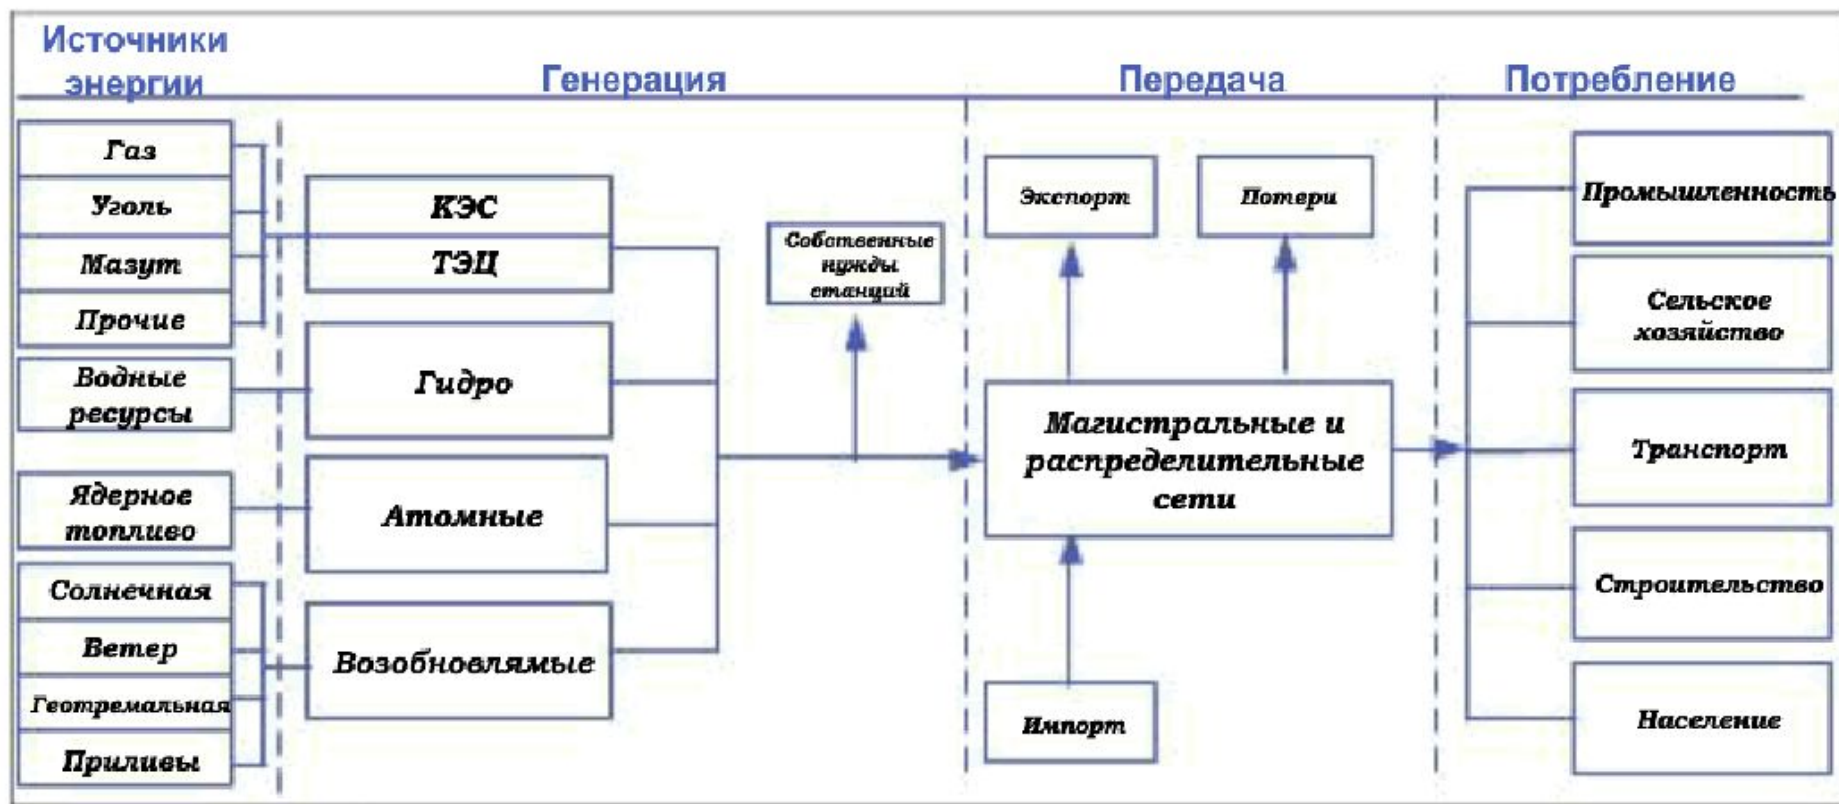 Источники
энергии
Генерация
Передача
Потребление
Газ
Уголь
Мазут
Прочие
Водные
ресурсы
Ядерное
топливо
Солнечная
Ветер
Геотремальная
Приливы
КЭС
ТЭЦ
Гидро
Атомные
Возобновлямые
Собственные
нужды
станций
Экспорт
Потери
Магистральные и
распределительные
сети
Импорт
Промышленность
Сельское
хозяйство
Транспорт
Строительство
Население